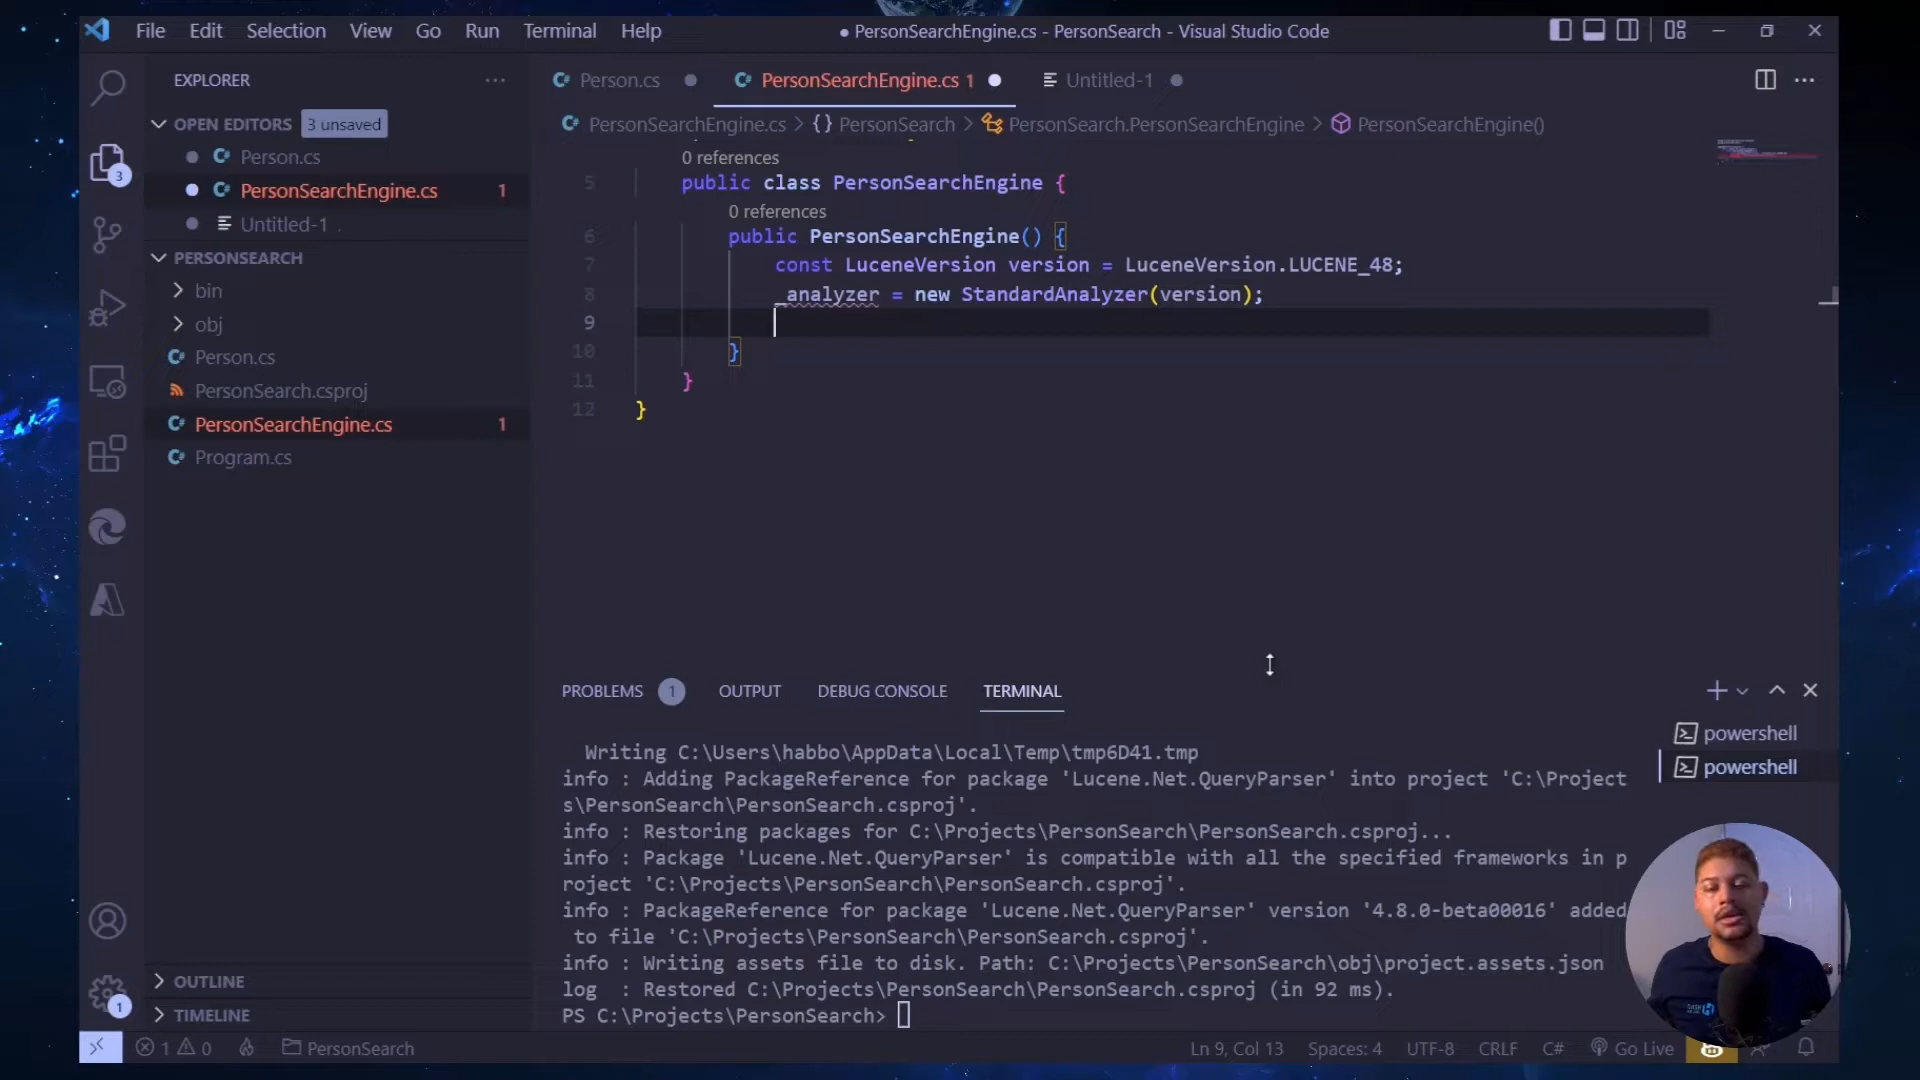 File Edit Selection View Go Run Terminal Help
● PersonSearchEngine.cs - PersonSearch - Visual Studio Code
EXPLORER
OPEN EDITORS 3 unsaved
Person.cs
PersonSearchEngine.cs 1
Untitled-1 .
PERSONSEARCH
bin
obj
Person.cs
PersonSearch.csproj
PersonSearchEngine.cs 1
Program.cs
OUTLINE
TIMELINE
3
1
Person.cs
PersonSearchEngine.cs 1
Untitled-1
PersonSearchEngine.cs > {} PersonSearch > PersonSearch.PersonSearchEngine > PersonSearchEngine()
0 references
5 public class PersonSearchEngine {
0 references
6 public PersonSearchEngine() {
7 const LuceneVersion version = LuceneVersion.LUCENE_48;
8 _analyzer = new StandardAnalyzer(version);
9
10 }
11 }
12 }
PROBLEMS 1 OUTPUT DEBUG CONSOLE TERMINAL
powershell
powershell
Writing C:\Users\habbo\AppData\Local\Temp\tmp6D41.tmp
info : Adding PackageReference for package 'Lucene.Net.QueryParser' into project 'C:\Project
s\PersonSearch\PersonSearch.csproj'.
info : Restoring packages for C:\Projects\PersonSearch\PersonSearch.csproj...
info : Package 'Lucene.Net.QueryParser' is compatible with all the specified frameworks in p
roject 'C:\Projects\PersonSearch\PersonSearch.csproj'.
info : PackageReference for package 'Lucene.Net.QueryParser' version '4.8.0-beta00016' added
to file 'C:\Projects\PersonSearch\PersonSearch.csproj'.
info : Writing assets file to disk. Path: C:\Projects\PersonSearch\obj\project.assets.json
log : Restored C:\Projects\PersonSearch\PersonSearch.csproj (in 92 ms).
PS C:\Projects\PersonSearch>
1 0 PersonSearch
Ln 9, Col 13 Spaces: 4 UTF-8 CRLF C# Go Live